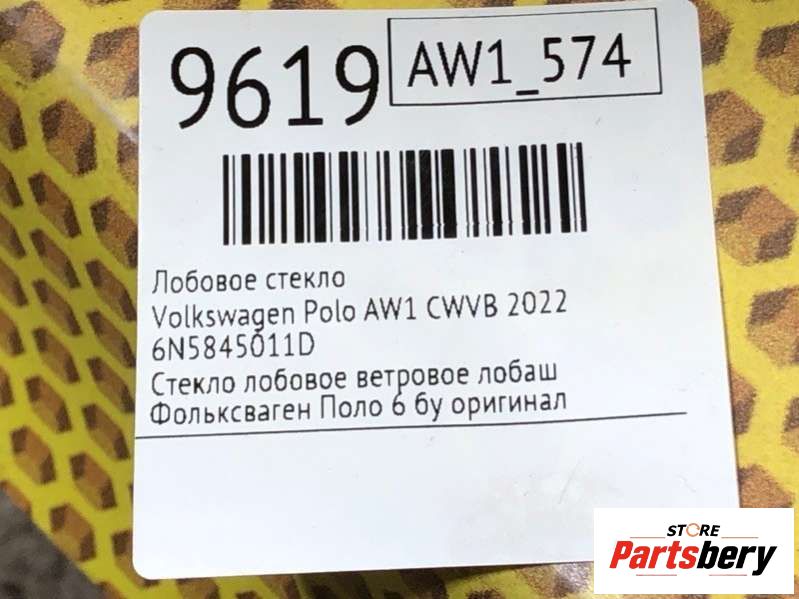 9619
AW1_574
Лобовое стекло
Volkswagen Polo AW1 CWVB 2022
6N5845011D
Стекло лобовое ветровое лобаш
Фольксваген Поло 6 бу оригинал
STORE
Partsbery